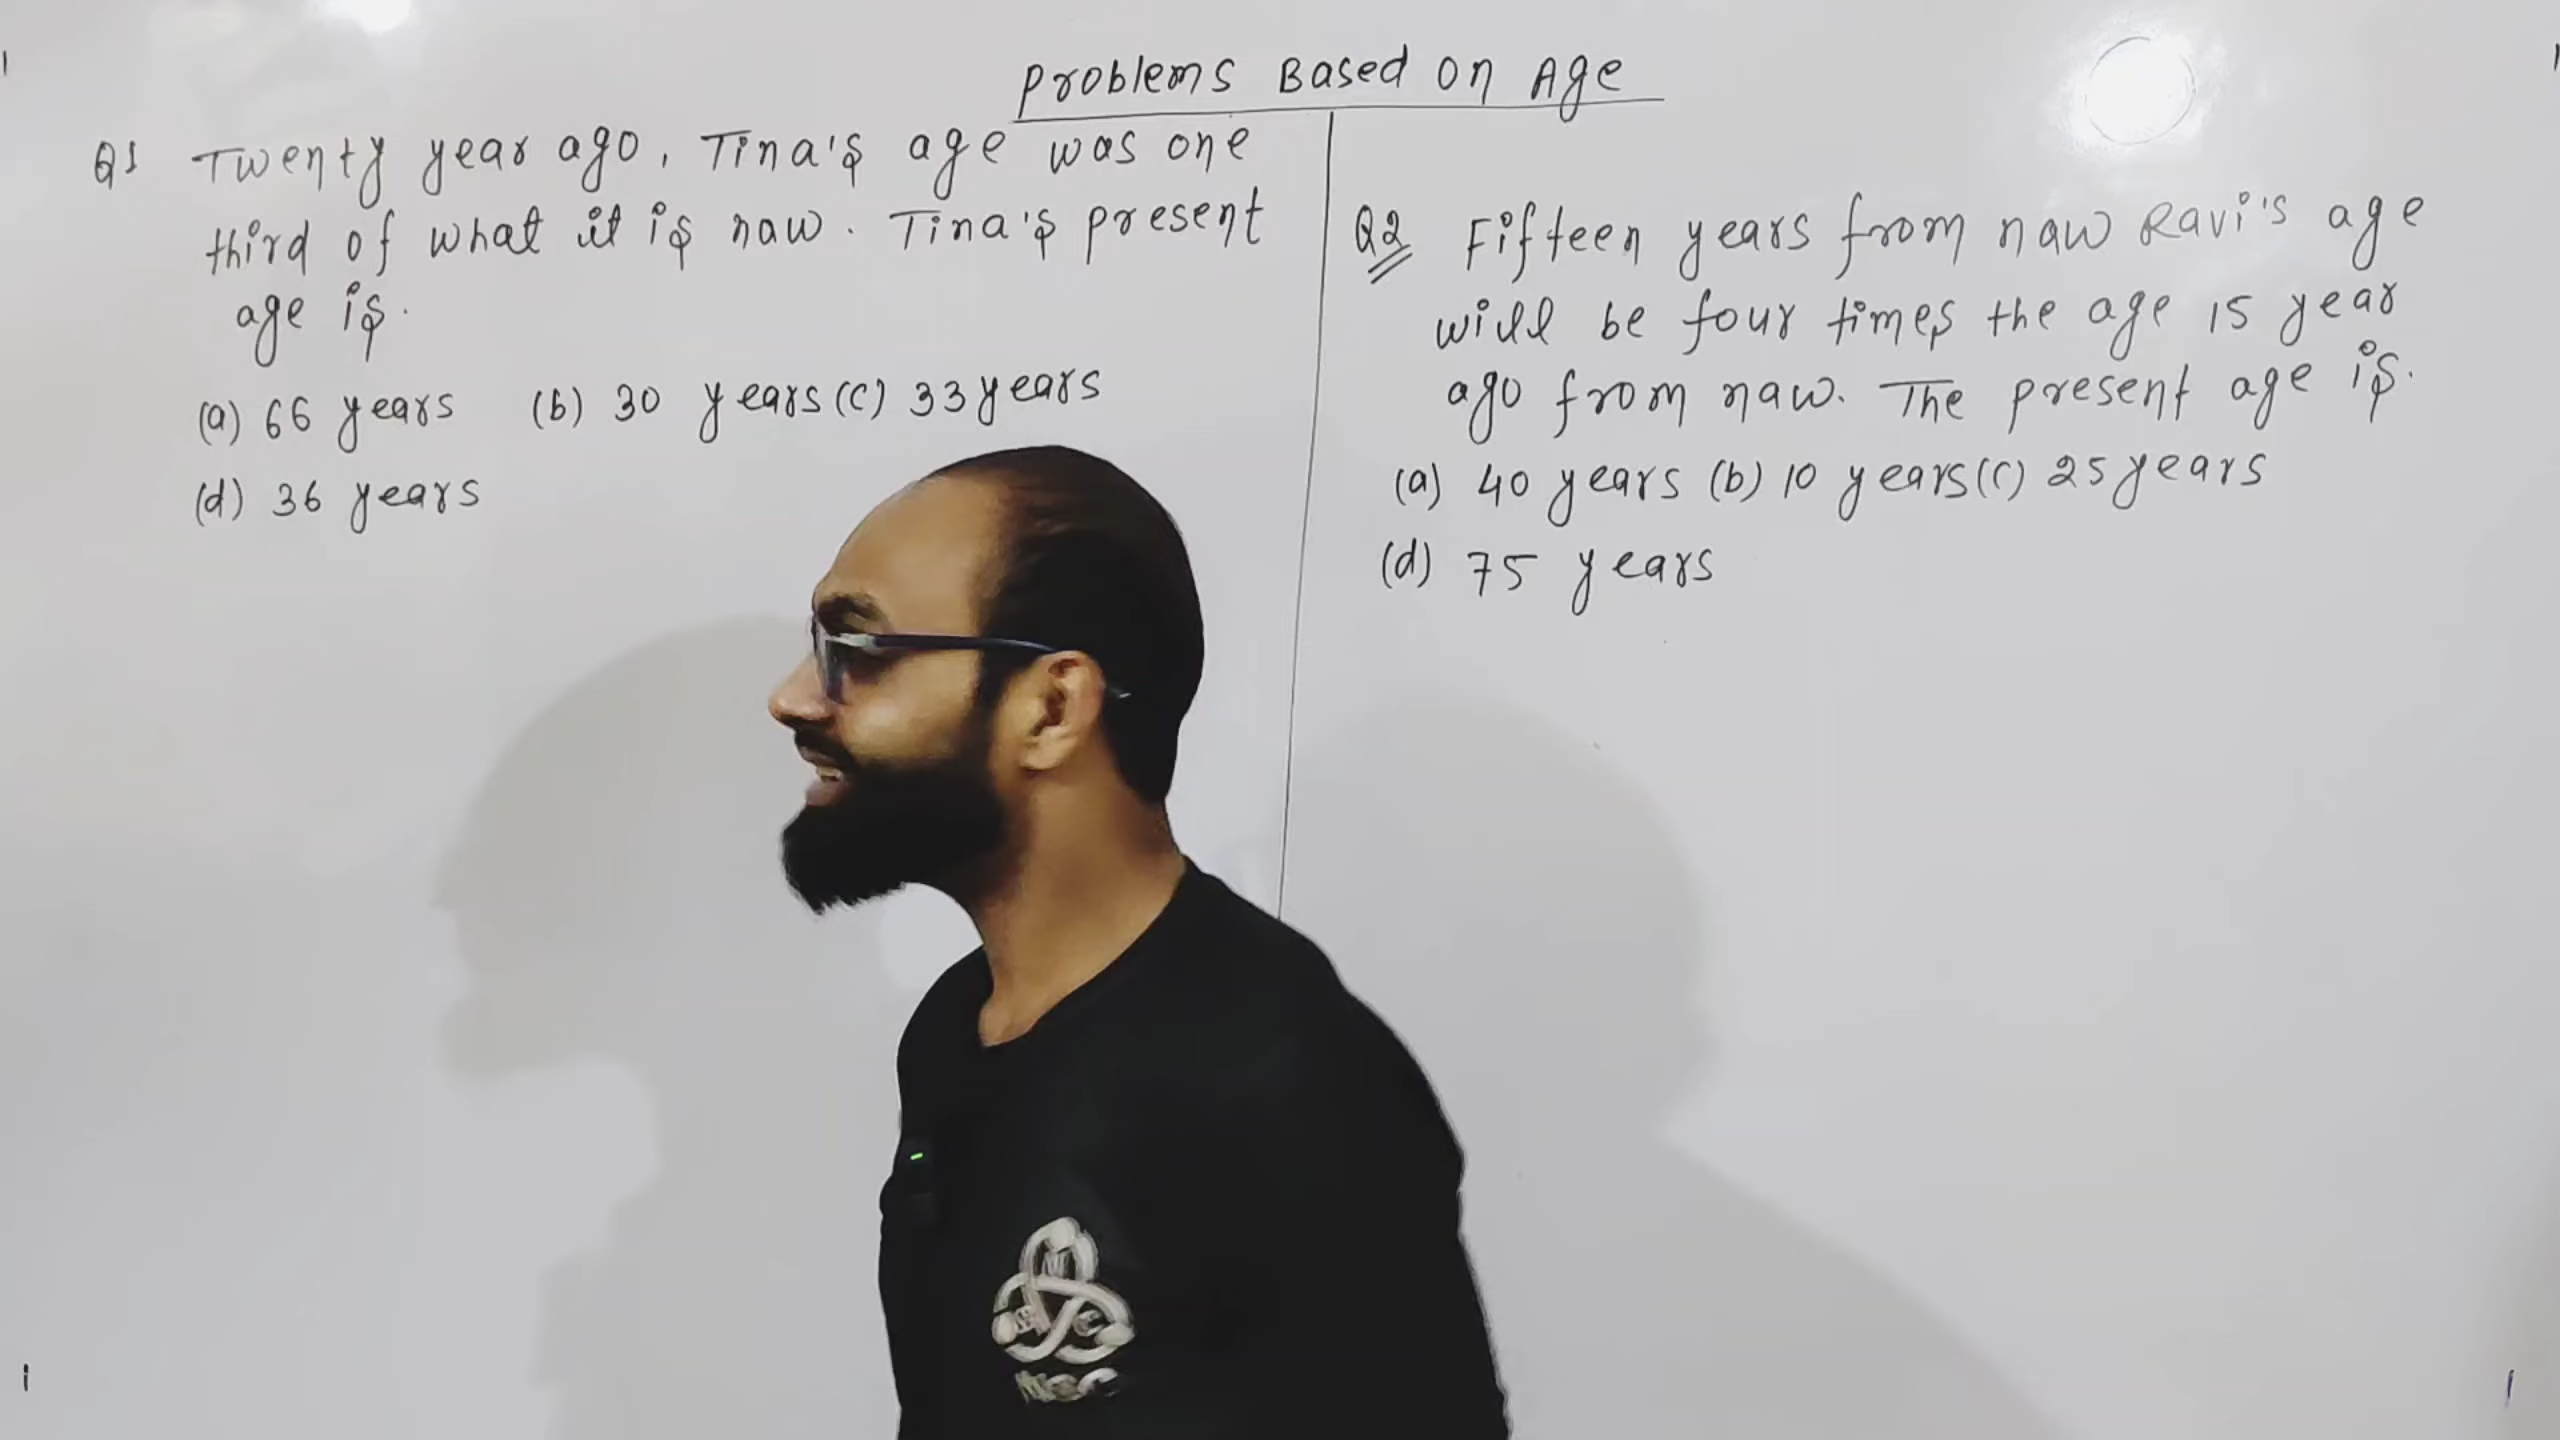 Problems Based on Age
Q1 Twenty year ago, Tina's age was one
third of what it is naw. Tina's present
age is.
(a) 66 years (b) 30 years (c) 33 years
(d) 36 years
Q2 Fifteen years from naw Ravi's age
will be four times the age 15 year
ago from naw. The present age is.
(a) 40 years (b) 10 years (c) 25 years
(d) 75 years